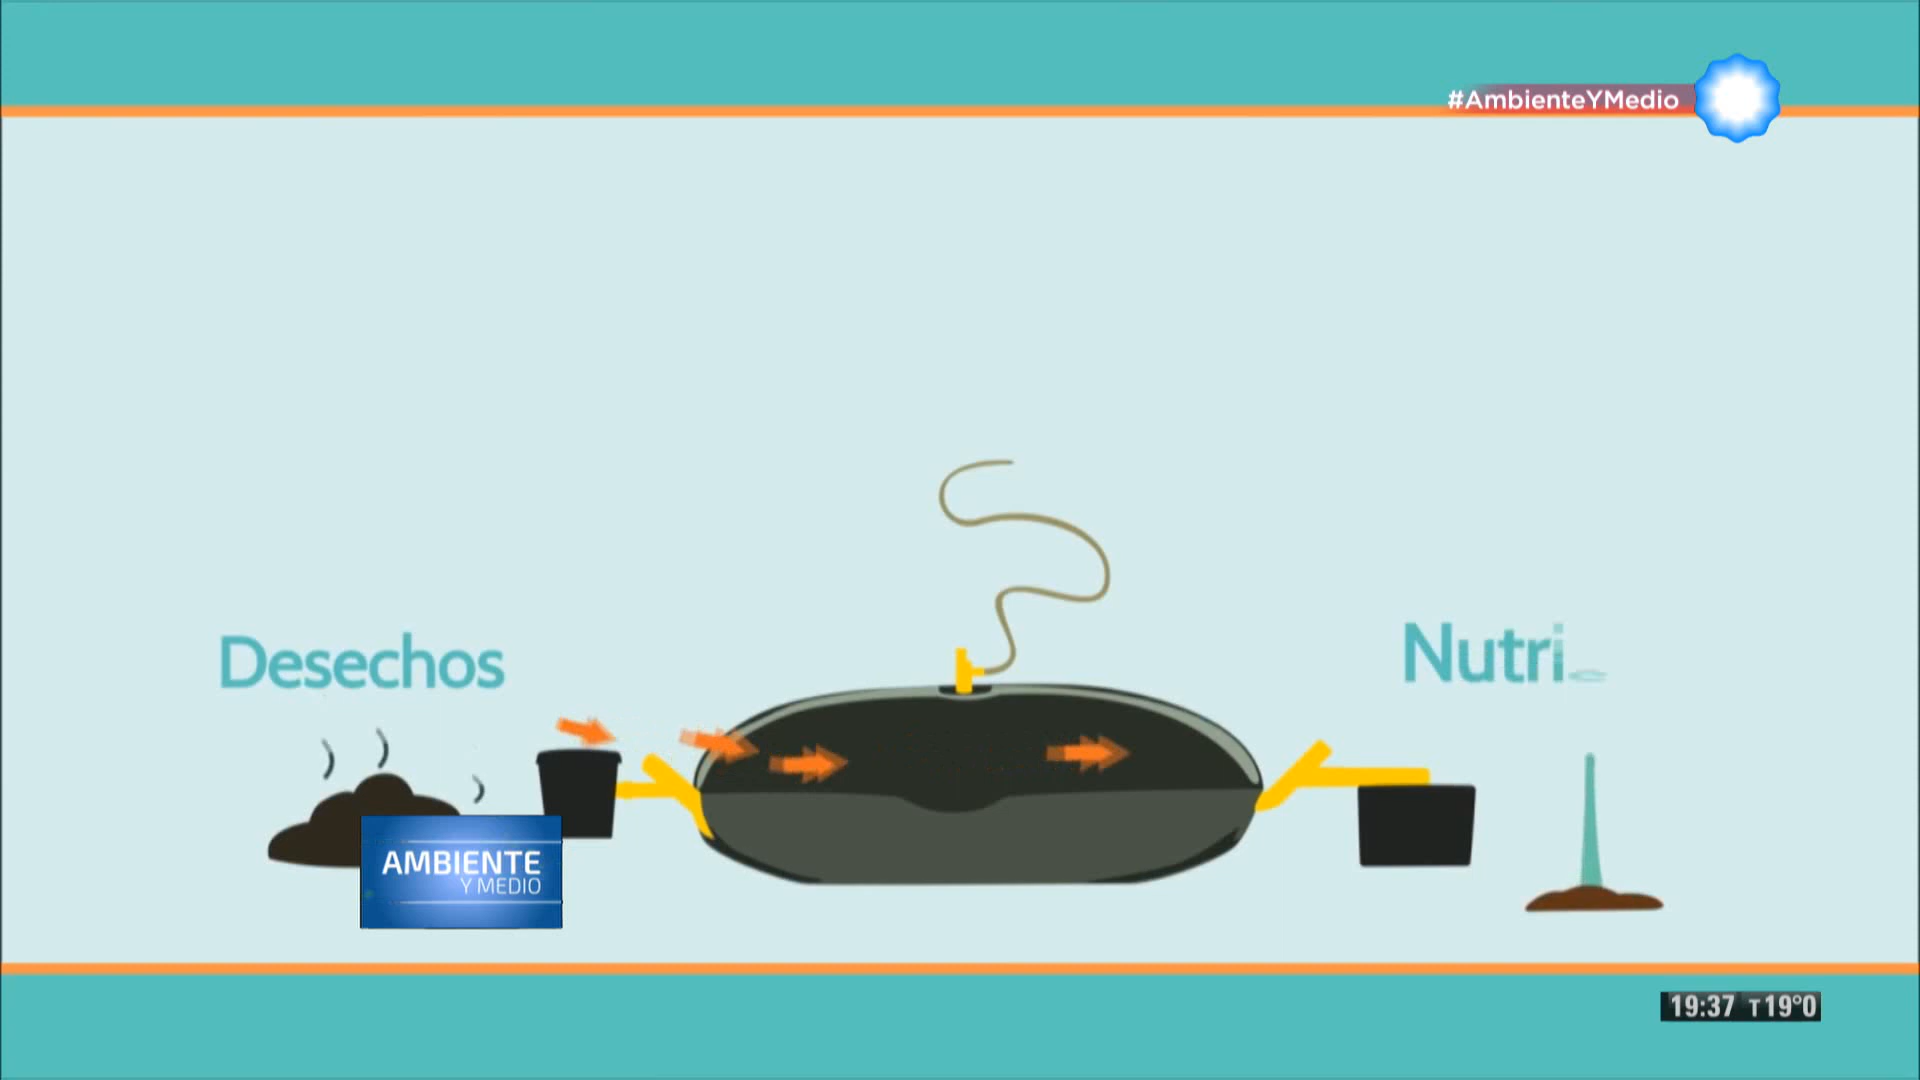 #AmbienteYMedio
Desechos
Nutri
AMBIENTE
Y MEDIO
19:37 T19°0